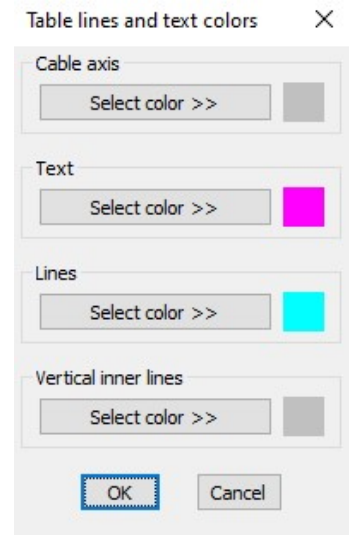 Table lines and text colors
Cable axis
Select color >>
Text
Select color >>
Lines
Select color >>
Vertical inner lines
Select color >>
OK Cancel